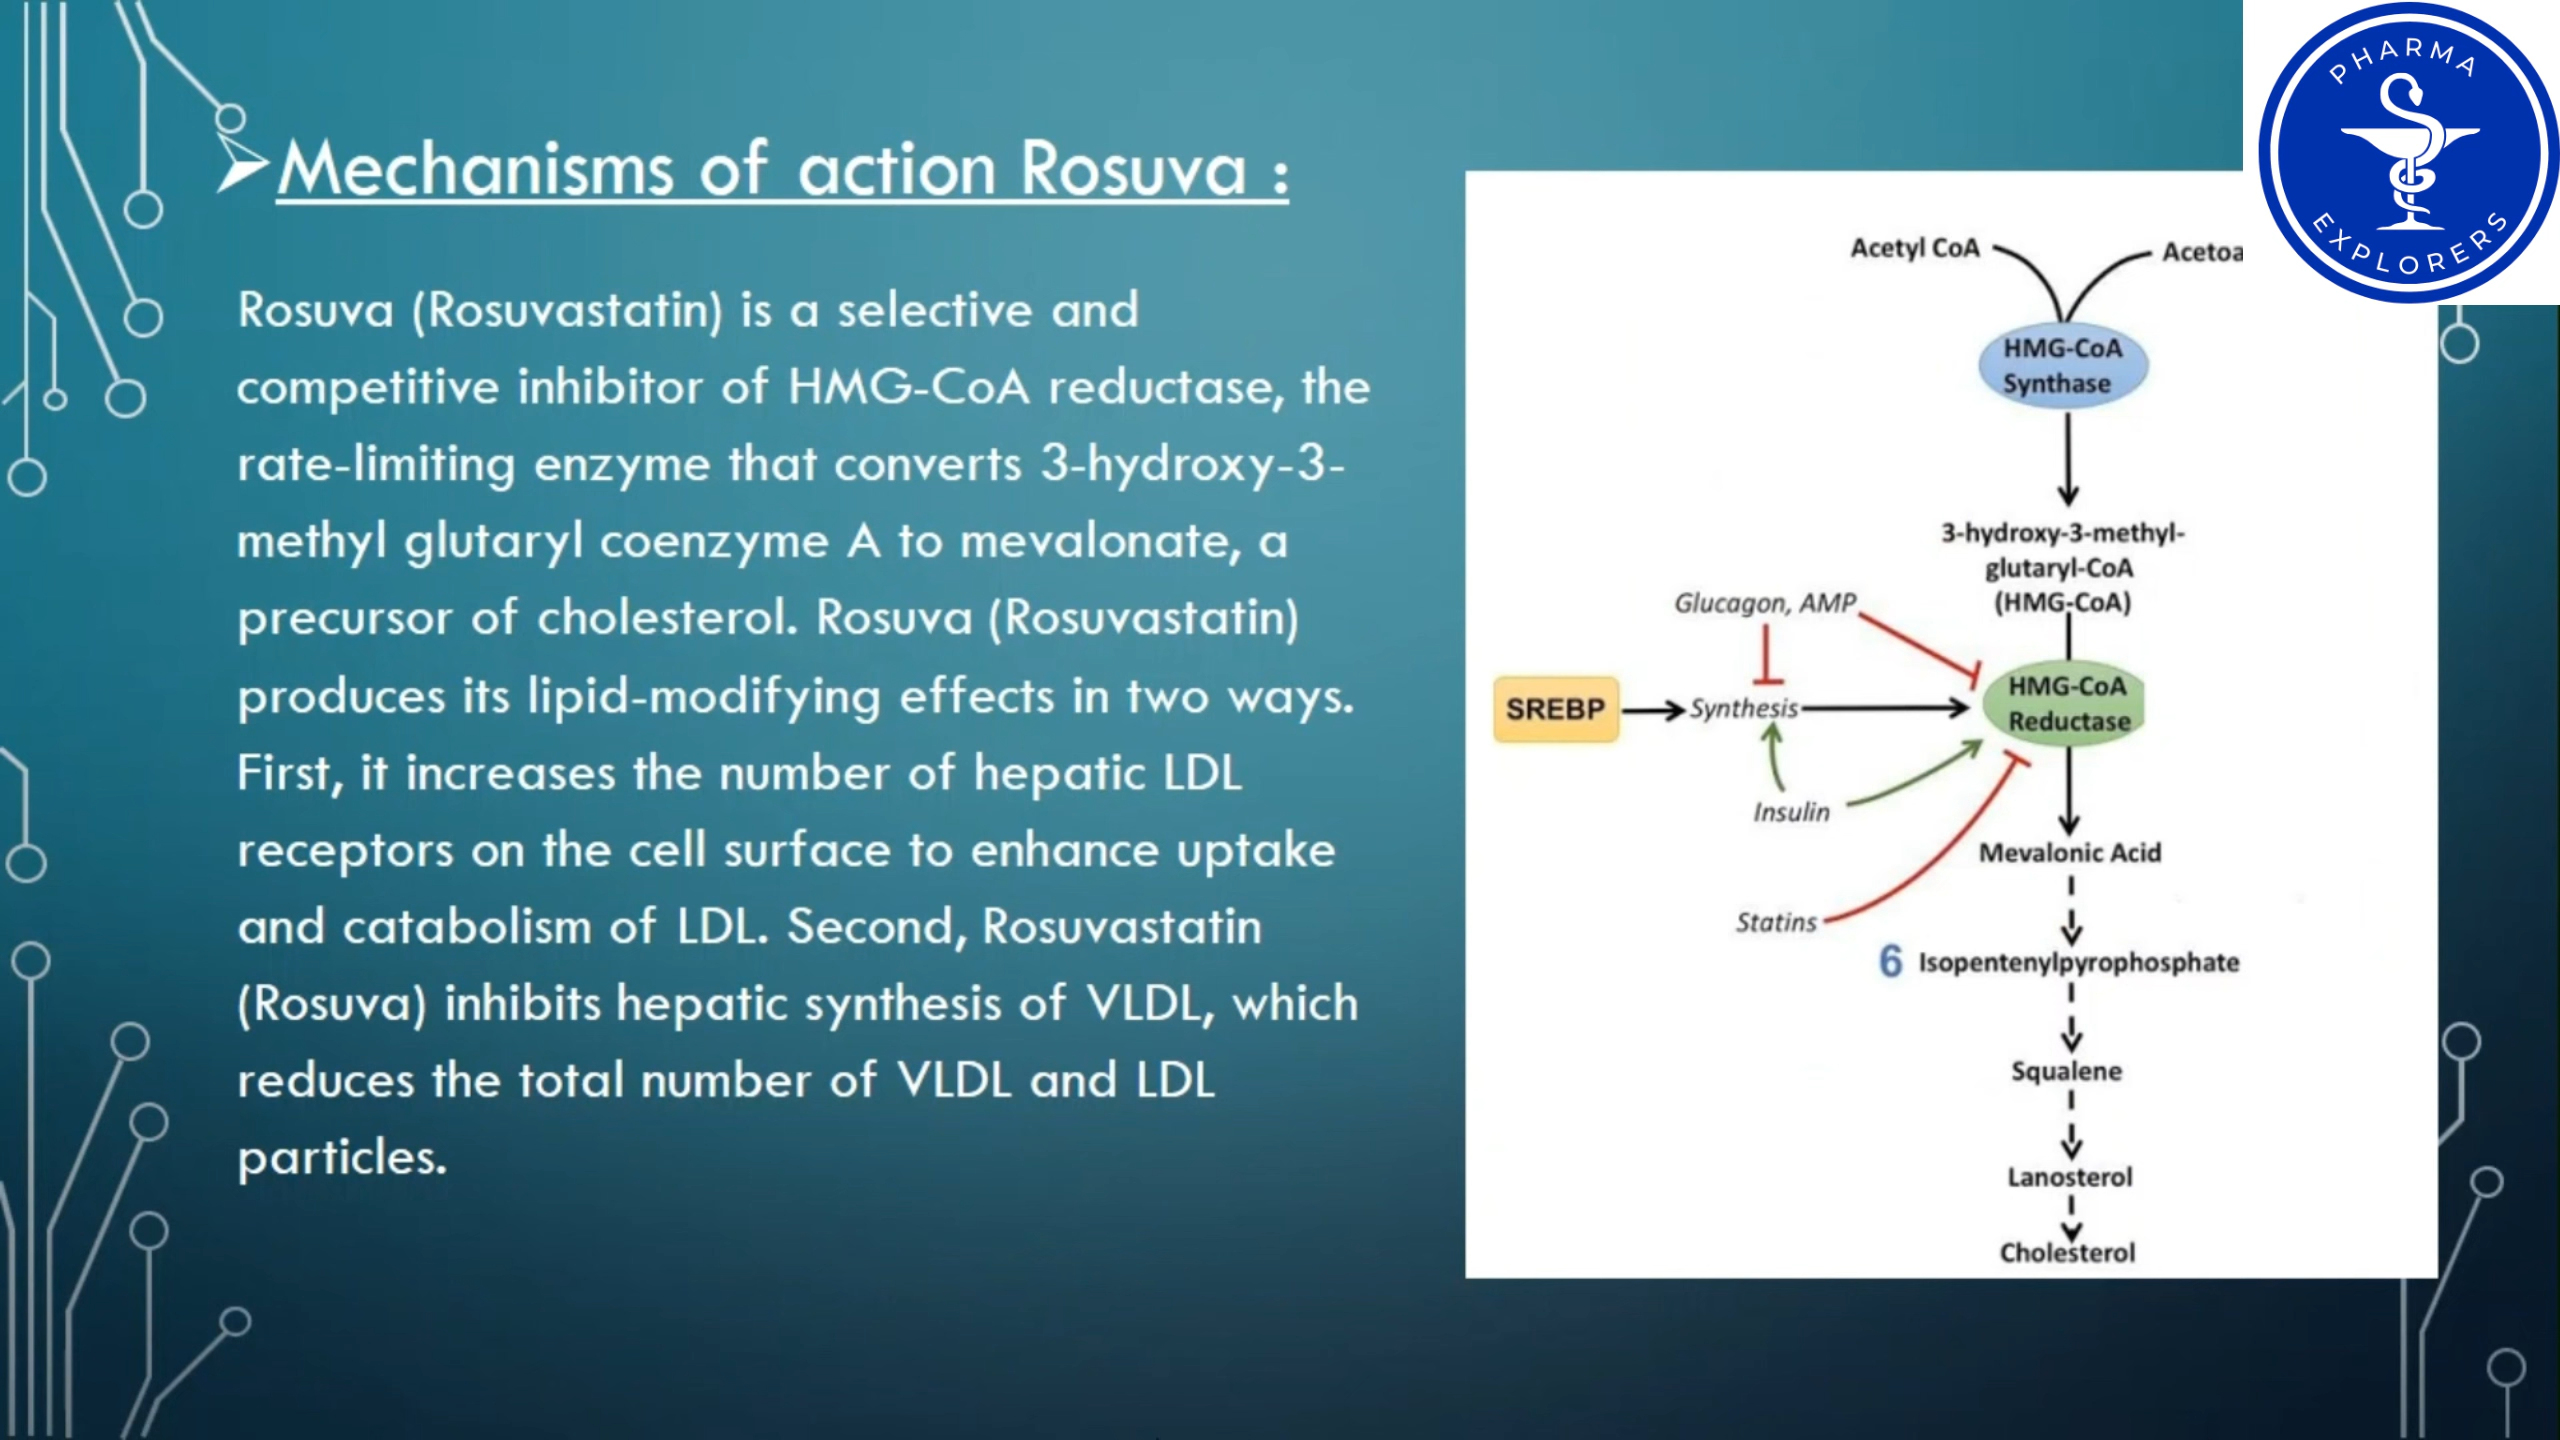 Mechanisms of action Rosuva :
Rosuva (Rosuvastatin) is a selective and
competitive inhibitor of HMG-CoA reductase, the
rate-limiting enzyme that converts 3-hydroxy-3-
methyl glutaryl coenzyme A to mevalonate, a
precursor of cholesterol. Rosuva (Rosuvastatin)
produces its lipid-modifying effects in two ways.
First, it increases the number of hepatic LDL
receptors on the cell surface to enhance uptake
and catabolism of LDL. Second, Rosuvastatin
(Rosuva) inhibits hepatic synthesis of VLDL, which
reduces the total number of VLDL and LDL
particles.
PHARMA
EXPLORERS
Acetyl CoA
Acetoa
HMG-CoA
Synthase
3-hydroxy-3-methyl-
glutaryl-CoA
(HMG-CoA)
Glucagon, AMP
SREBP
Synthesis
HMG-CoA
Reductase
Insulin
Mevalonic Acid
Statins
6 Isopentenylpyrophosphate
Squalene
Lanosterol
Cholesterol